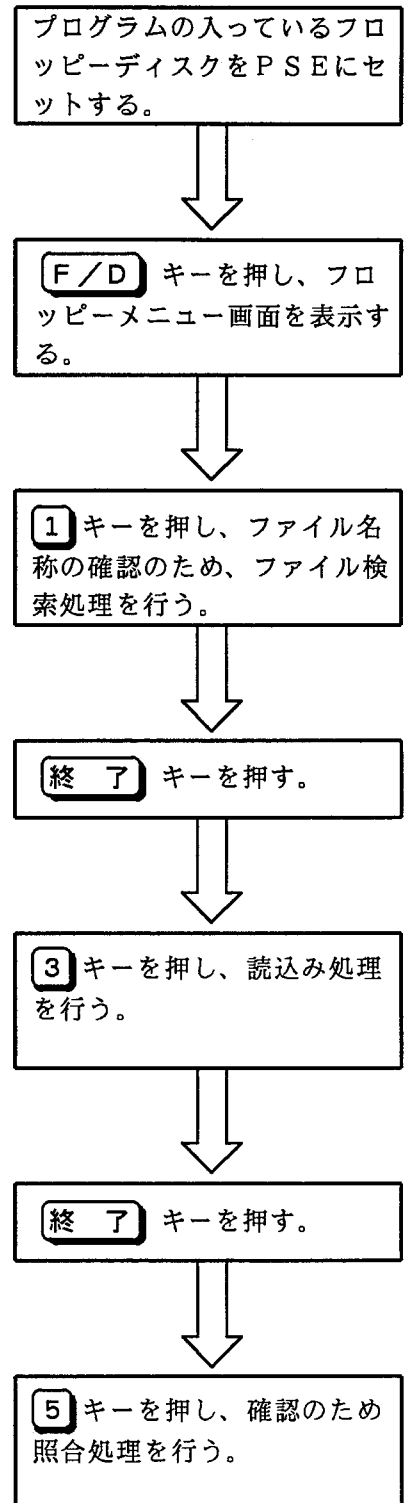 プログラムの入っているフロ
ッピーディスクをＰＳＥにセ
ットする。
Ｆ／Ｄ キーを押し、フロ
ッピーメニュー画面を表示す
る。
1 キーを押し、ファイル名
称の確認のため、ファイル検
索処理を行う。
終 了 キーを押す。
3 キーを押し、読込み処理
を行う。
終 了 キーを押す。
5 キーを押し、確認のため
照合処理を行う。